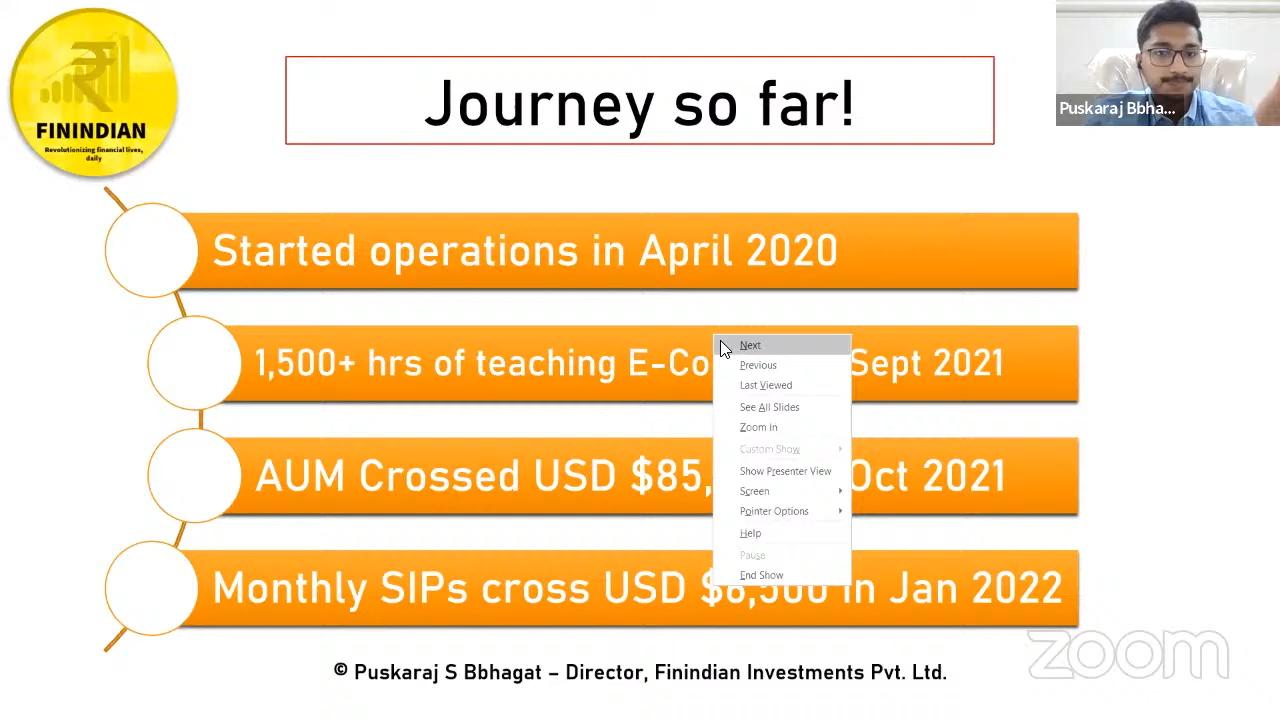 FININDIAN
Revolutionizing financial lives,
daily
Journey so far!
Puskaraj Bbha...
Started operations in April 2020
1,500+ hrs of teaching E-Co Sept 2021
AUM Crossed USD $85, Oct 2021
Monthly SIPs cross USD $8,500 in Jan 2022
Next
Previous
Last Viewed
See All Slides
Zoom in
Custom Show
Show Presenter View
Screen
Pointer Options
Help
Pause
End Show
© Puskaraj S Bbhagat – Director, Finindian Investments Pvt. Ltd.
zoom